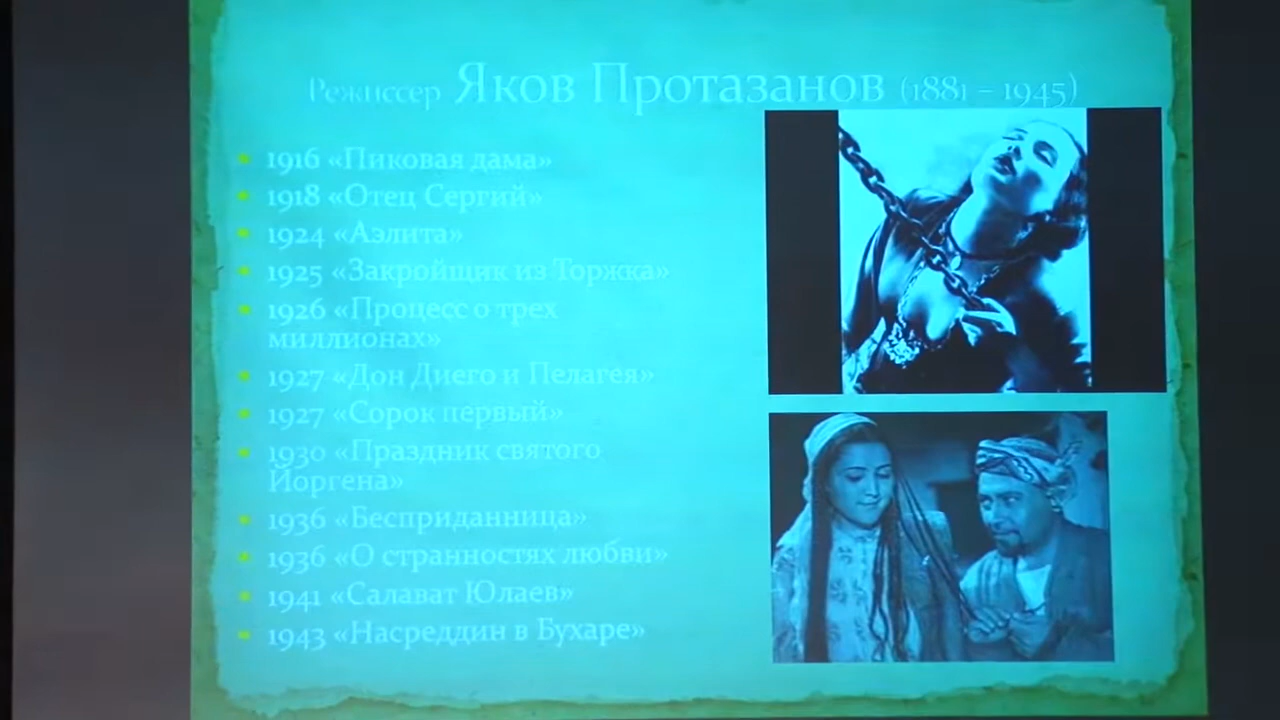 Режиссер Яков Протазанов (1881 – 1945)
1916 «Пиковая дама»
1918 «Отец Сергий»
1924 «Аэлита»
1925 «Закройщик из Торжка»
1926 «Процесс о трех
миллионах»
1927 «Дон Диего и Пелагея»
1927 «Сорок первый»
1930 «Праздник святого
Йоргена»
1936 «Бесприданница»
1936 «О странностях любви»
1941 «Салават Юлаев»
1943 «Насреддин в Бухаре»